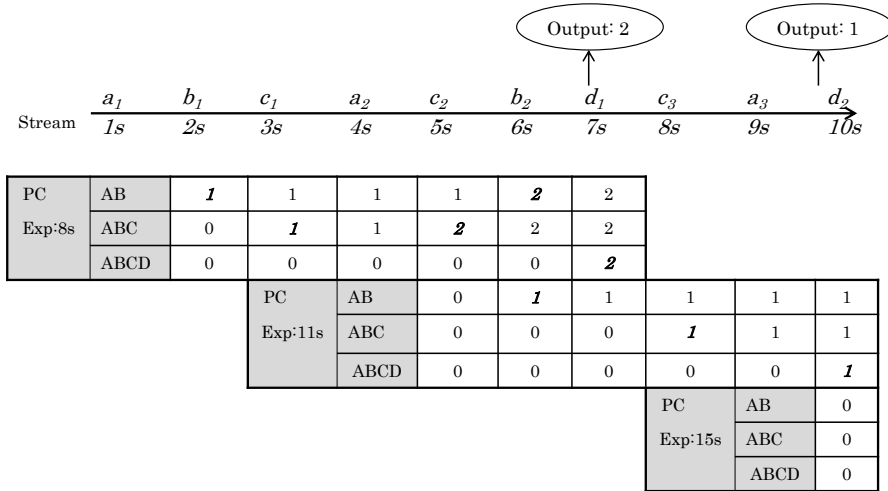 Output: 2 Output: 1
a1 b1 c1 a2 c2 b2 d1 c3 a3 d2
Stream 1s 2s 3s 4s 5s 6s 7s 8s 9s 10s
PC AB 1 1 1 1 2 2
Exp:8s ABC 0 1 1 2 2 2
ABCD 0 0 0 0 0 2
PC AB 0 1 1 1 1 1
Exp:11s ABC 0 0 0 1 1 1
ABCD 0 0 0 0 0 1
PC AB 0
Exp:15s ABC 0
ABCD 0